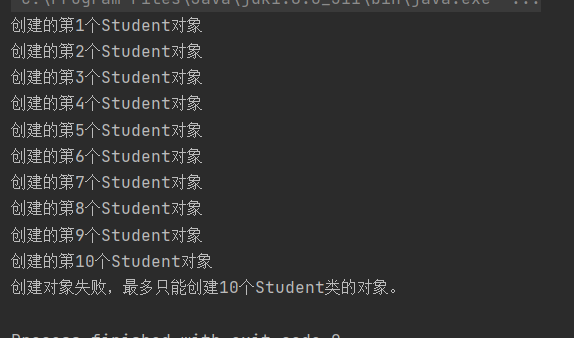 创建的第1个Student对象
创建的第2个Student对象
创建的第3个Student对象
创建的第4个Student对象
创建的第5个Student对象
创建的第6个Student对象
创建的第7个Student对象
创建的第8个Student对象
创建的第9个Student对象
创建的第10个Student对象
创建对象失败，最多只能创建10个Student类的对象。